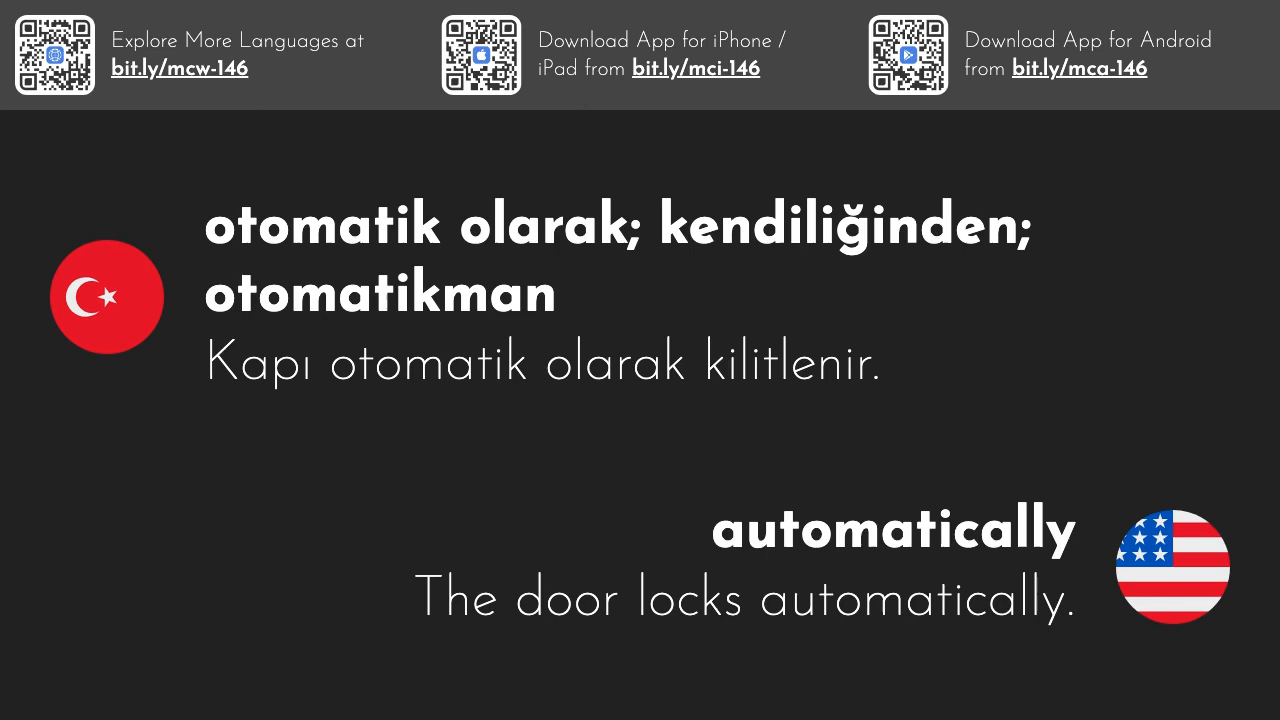 Explore More Languages at
bit.ly/mcw-146
Download App for iPhone /
iPad from bit.ly/mci-146
Download App for Android
from bit.ly/mca-146
otomatik olarak; kendiliğinden;
otomatikman
Kapı otomatik olarak kilitlenir.
automatically
The door locks automatically.